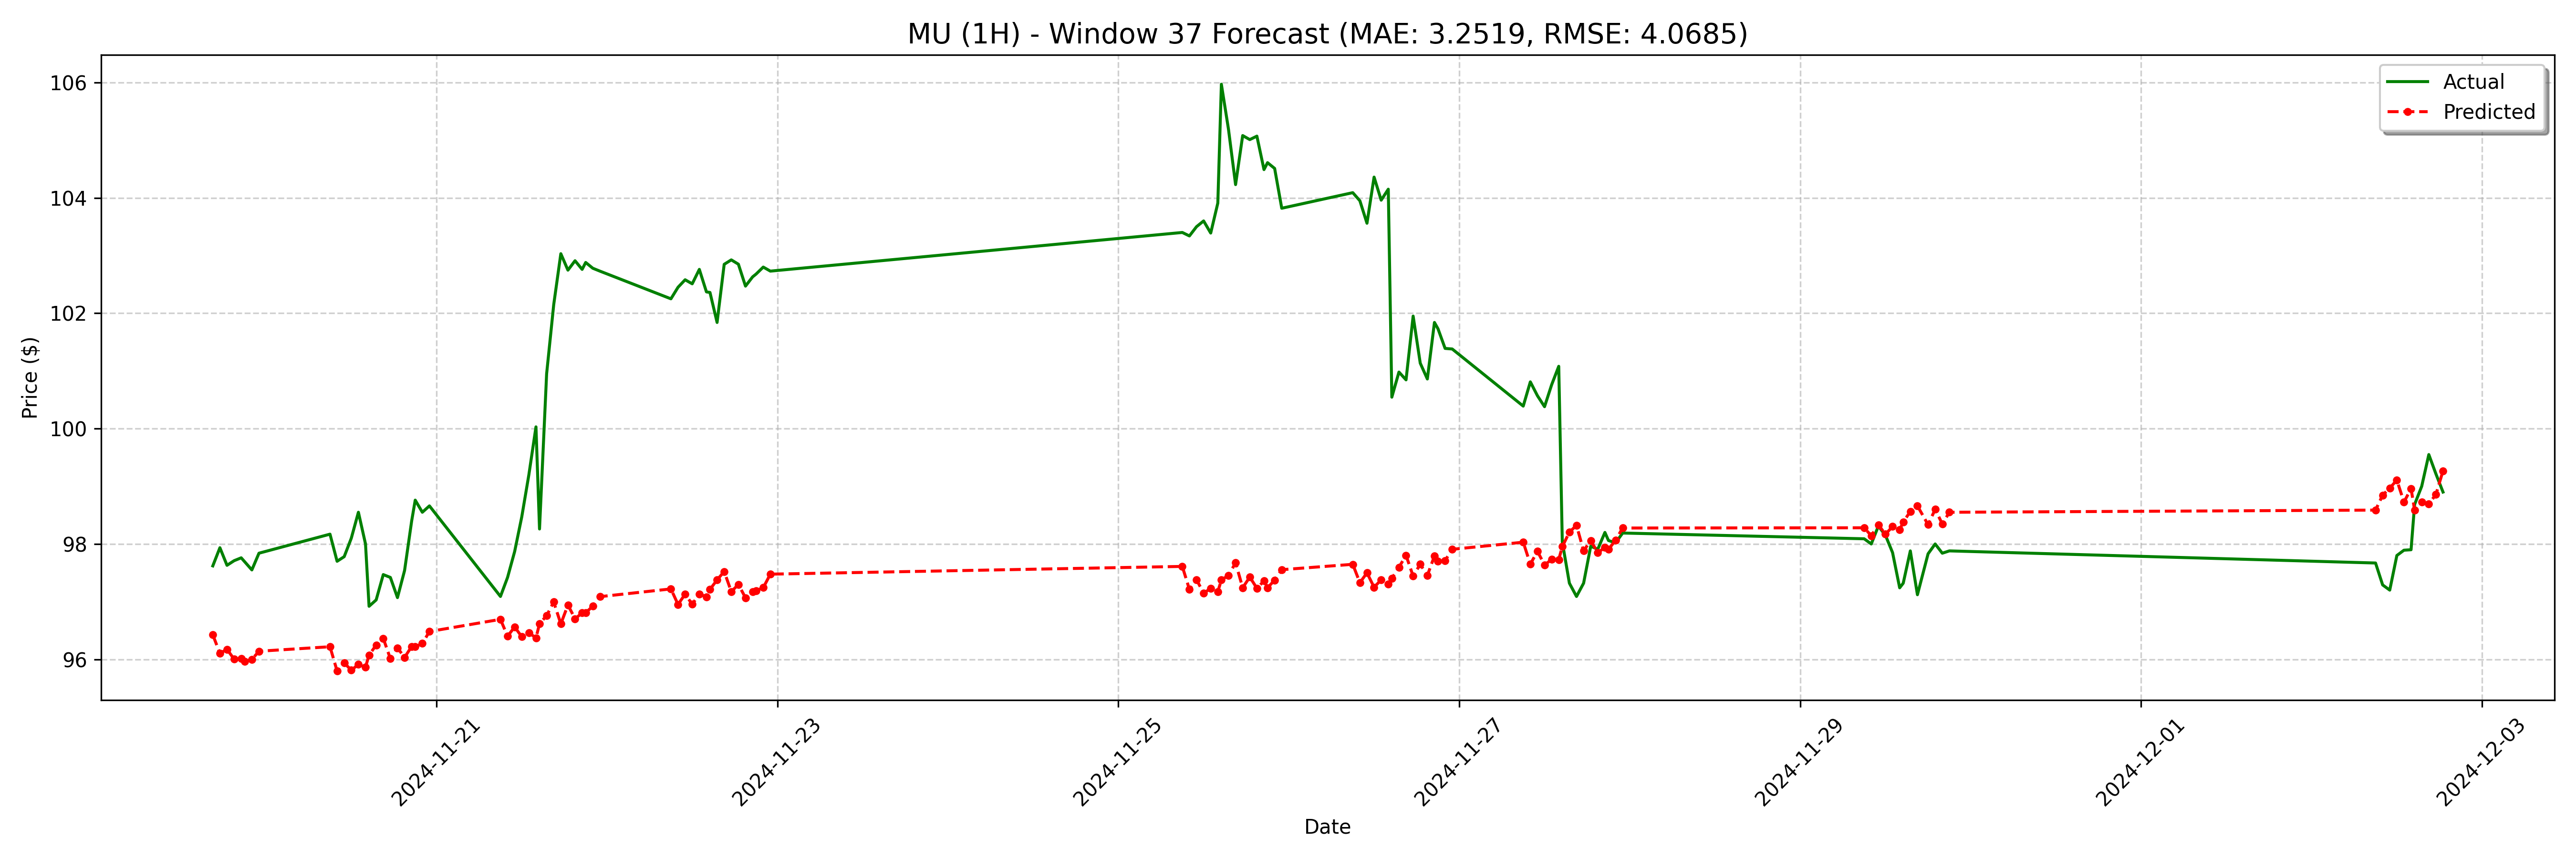 MU (1H) - Window 37 Forecast (MAE: 3.2519, RMSE: 4.0685)
Actual
Predicted
Price ($)
106
104
102
100
98
96
2024-11-21
2024-11-23
2024-11-25
2024-11-27
2024-11-29
2024-12-01
2024-12-03
Date